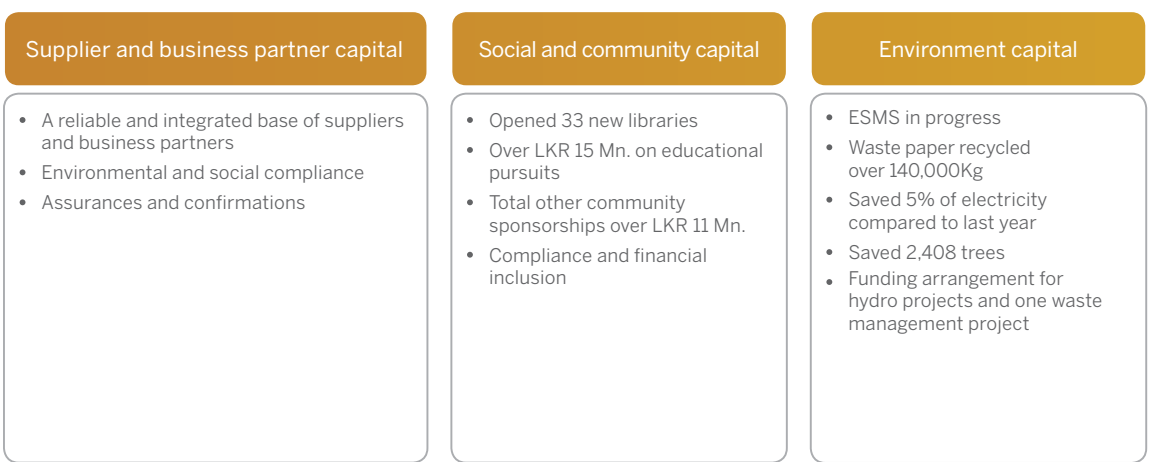 Supplier and business partner capital
• A reliable and integrated base of suppliers
and business partners
• Environmental and social compliance
• Assurances and confirmations
Social and community capital
• Opened 33 new libraries
• Over LKR 15 Mn. on educational
pursuits
• Total other community
sponsorships over LKR 11 Mn.
• Compliance and financial
inclusion
Environment capital
• ESMS in progress
• Waste paper recycled
over 140,000Kg
• Saved 5% of electricity
compared to last year
• Saved 2,408 trees
• Funding arrangement for
hydro projects and one waste
management project